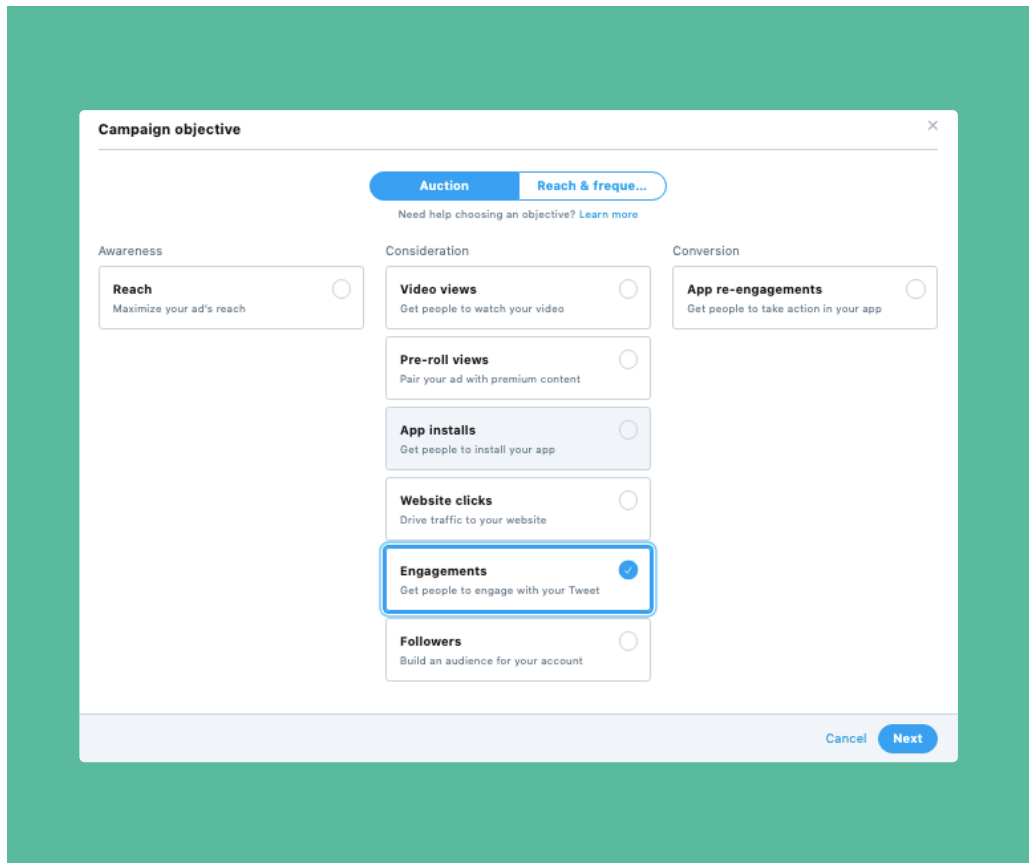 Campaign objective
Auction
Reach & freque...
Need help choosing an objective? Learn more
Awareness
Reach
Maximize your ad's reach
Consideration
Video views
Get people to watch your video
Pre-roll views
Pair your ad with premium content
App installs
Get people to install your app
Website clicks
Drive traffic to your website
Engagements
Get people to engage with your Tweet
Followers
Build an audience for your account
Conversion
App re-engagements
Get people to take action in your app
Cancel
Next